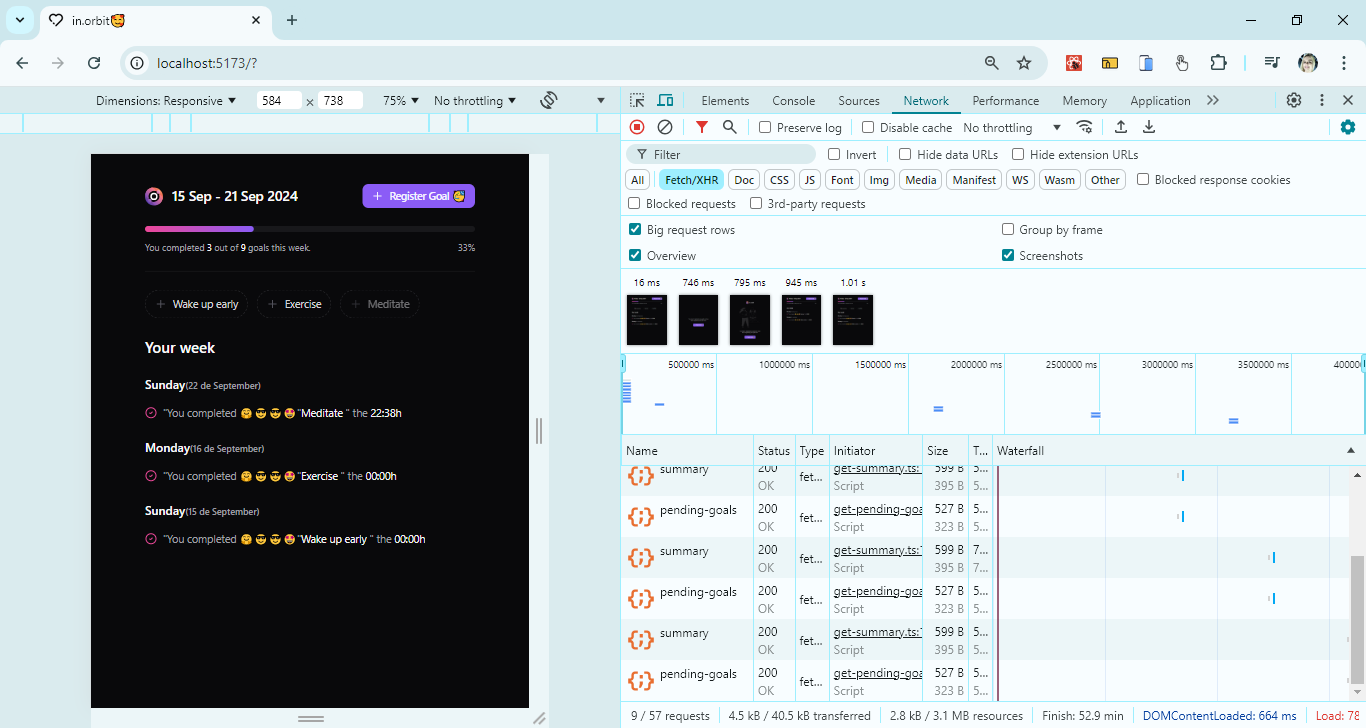 in.orbit🥰
localhost:5173/?
Dimensions: Responsive 584 × 738 75% No throttling
15 Sep - 21 Sep 2024
Register Goal 🥳
You completed 3 out of 9 goals this week. 33%
Wake up early
Exercise
Meditate
Your week
Sunday(22 de September)
"You completed 🤗😎😎🤩"Meditate " the 22:38h
Monday(16 de September)
"You completed 🤗😎😎🤩"Exercise " the 00:00h
Sunday(15 de September)
"You completed 🤗😎😎🤩"Wake up early " the 00:00h
Elements Console Sources Network Performance Memory Application
Preserve log Disable cache No throttling
Filter Invert Hide data URLs Hide extension URLs
All Fetch/XHR Doc CSS JS Font Img Media Manifest WS Wasm Other Blocked response cookies
Blocked requests 3rd-party requests
Big request rows Group by frame
Overview Screenshots
16 ms 746 ms 795 ms 945 ms 1.01 s
500000 ms 1000000 ms 1500000 ms 2000000 ms 2500000 ms 3000000 ms 3500000 ms 40000
Name Status Type Initiator Size T... Waterfall
summary 200 fet... get-summary.ts: 599 B 5...
OK Script 395 B 5...
pending-goals 200 fet... get-pending-goa 527 B 5...
OK Script 323 B 5...
summary 200 fet... get-summary.ts:1 599 B 7...
OK Script 395 B 7...
pending-goals 200 fet... get-pending-goa 527 B 5...
OK Script 323 B 5...
summary 200 fet... get-summary.ts:1 599 B 5...
OK Script 395 B 5...
pending-goals 200 fet... get-pending-goa 527 B 5...
OK Script 323 B 5...
9 / 57 requests 4.5 kB / 40.5 kB transferred 2.8 kB / 3.1 MB resources Finish: 52.9 min DOMContentLoaded: 664 ms Load: 78